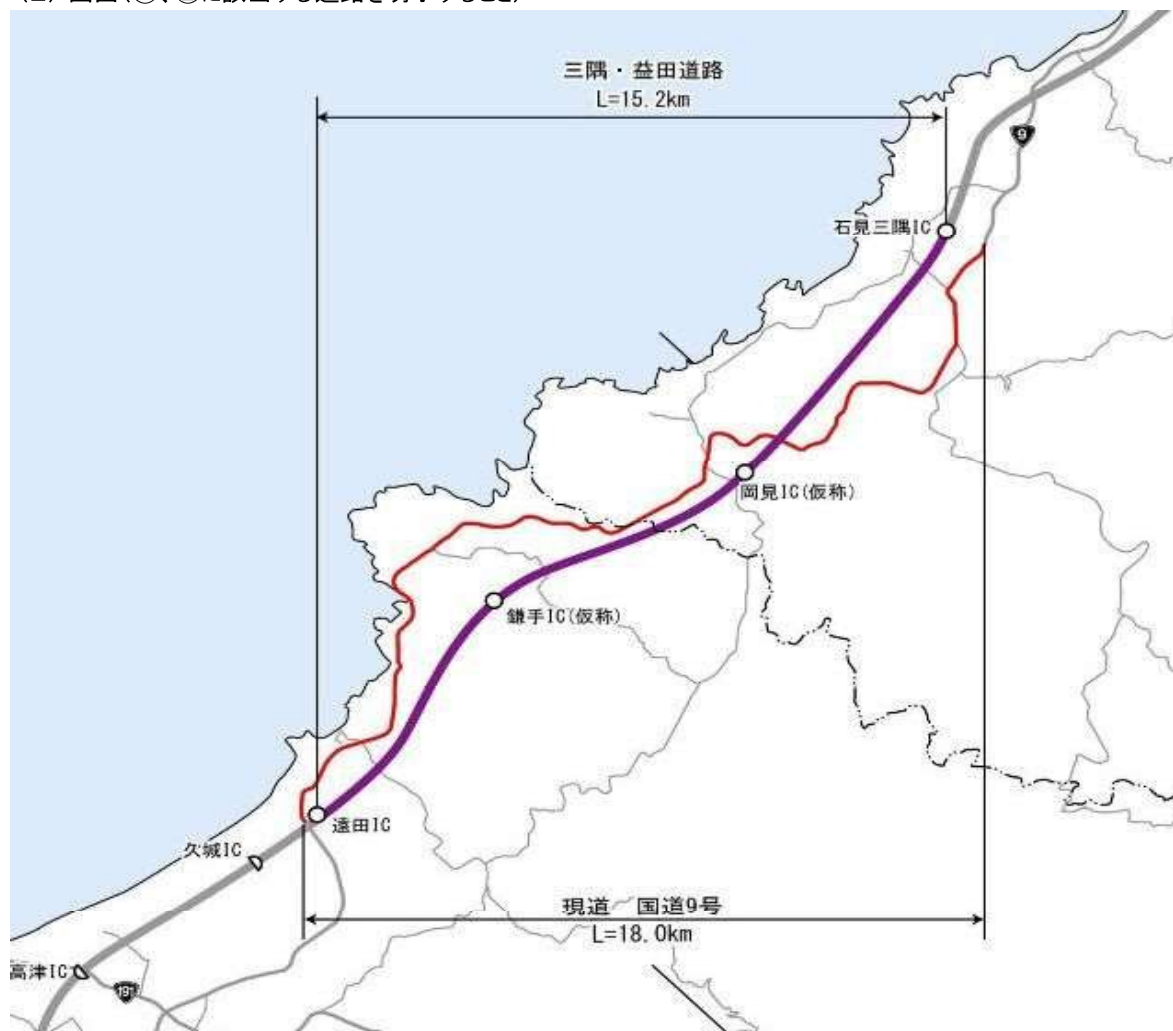 三隅・益田道路
L=15.2km
9
石見三隅IC
岡見IC(仮称)
鎌手IC(仮称)
遠田IC
久城IC
現道 国道9号
L=18.0km
高津IC
191